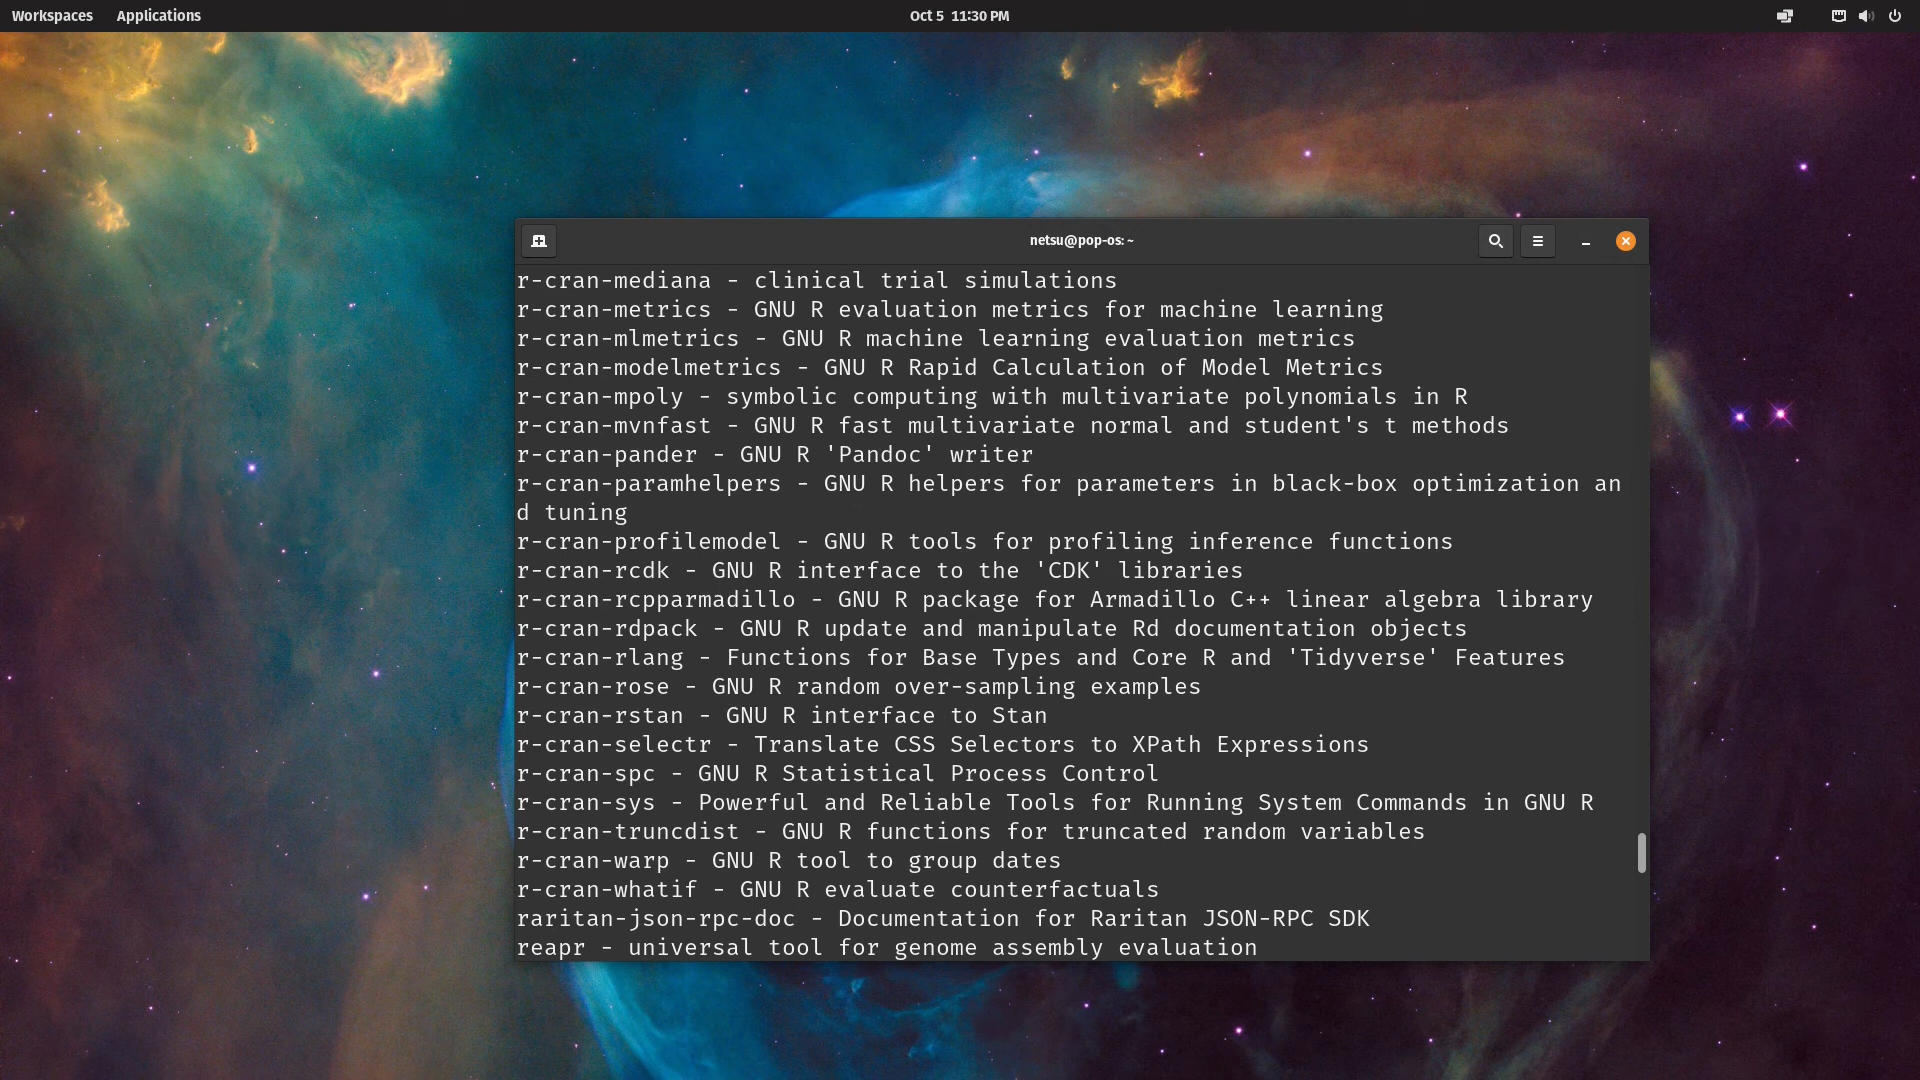 Workspaces Applications Oct 5 11:30 PM
netsu@pop-os: ~
r-cran-mediana - clinical trial simulations
r-cran-metrics - GNU R evaluation metrics for machine learning
r-cran-mlmetrics - GNU R machine learning evaluation metrics
r-cran-modelmetrics - GNU R Rapid Calculation of Model Metrics
r-cran-mpoly - symbolic computing with multivariate polynomials in R
r-cran-mvnfast - GNU R fast multivariate normal and student's t methods
r-cran-pander - GNU R 'Pandoc' writer
r-cran-paramhelpers - GNU R helpers for parameters in black-box optimization an
d tuning
r-cran-profilemodel - GNU R tools for profiling inference functions
r-cran-rcdk - GNU R interface to the 'CDK' libraries
r-cran-rcpparmadillo - GNU R package for Armadillo C++ linear algebra library
r-cran-rdpack - GNU R update and manipulate Rd documentation objects
r-cran-rlang - Functions for Base Types and Core R and 'Tidyverse' Features
r-cran-rose - GNU R random over-sampling examples
r-cran-rstan - GNU R interface to Stan
r-cran-selectr - Translate CSS Selectors to XPath Expressions
r-cran-spc - GNU R Statistical Process Control
r-cran-sys - Powerful and Reliable Tools for Running System Commands in GNU R
r-cran-truncdist - GNU R functions for truncated random variables
r-cran-warp - GNU R tool to group dates
r-cran-whatif - GNU R evaluate counterfactuals
raritan-json-rpc-doc - Documentation for Raritan JSON-RPC SDK
reapr - universal tool for genome assembly evaluation